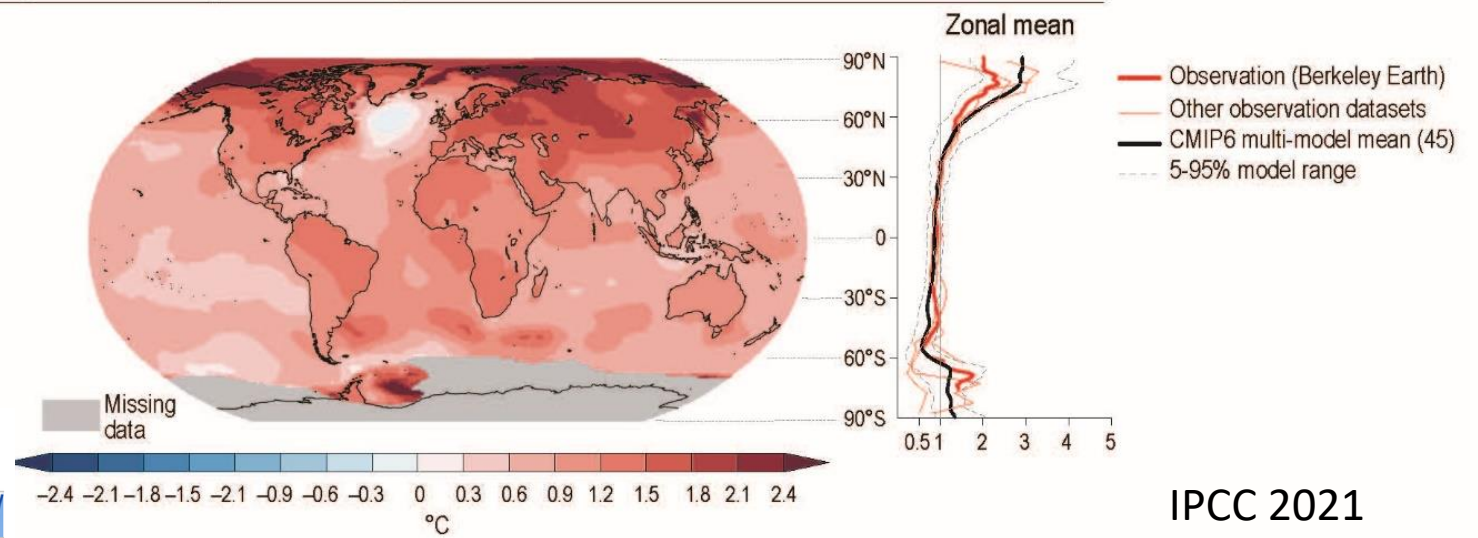 Zonal mean
90°N
60°N
30°N
0
30°S
60°S
90°S
0.5 1 2 3 4 5
Observation (Berkeley Earth)
Other observation datasets
CMIP6 multi-model mean (45)
5-95% model range
Missing
data
–2.4 –2.1 –1.8 –1.5 –2.1 –0.9 –0.6 –0.3 0 0.3 0.6 0.9 1.2 1.5 1.8 2.1 2.4
°C
IPCC 2021